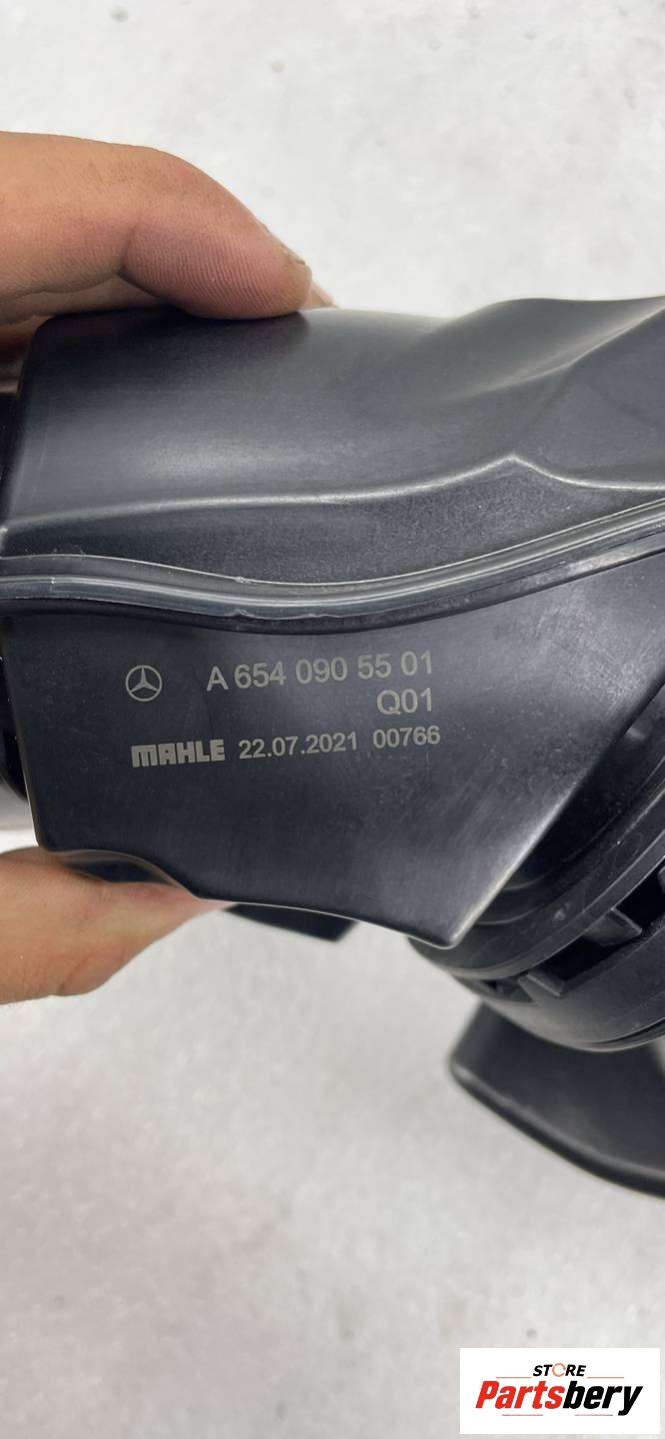 A 654 090 55 01
Q01
MAHLE 22.07.2021 00766
STORE
Partsbery